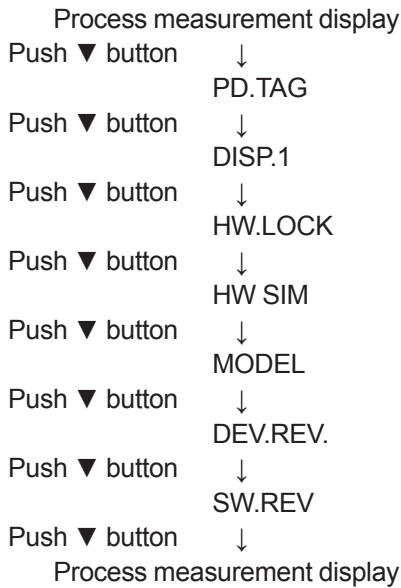 Process measurement display
Push ▼ button ↓
PD.TAG
Push ▼ button ↓
DISP.1
Push ▼ button ↓
HW.LOCK
Push ▼ button ↓
HW SIM
Push ▼ button ↓
MODEL
Push ▼ button ↓
DEV.REV.
Push ▼ button ↓
SW.REV
Push ▼ button ↓
Process measurement display